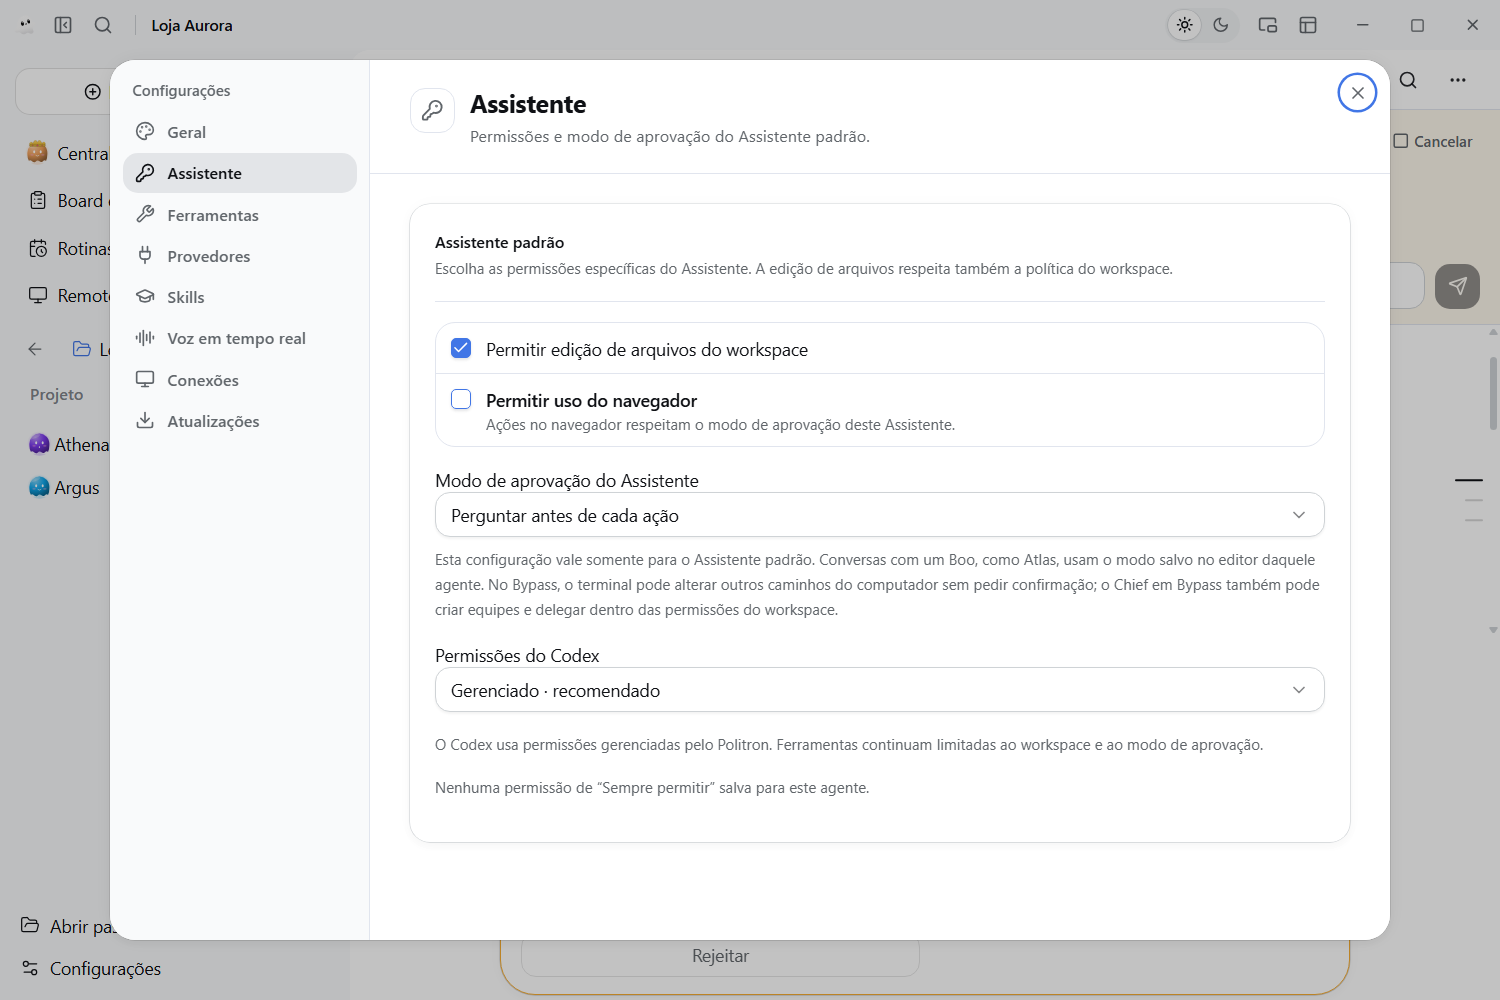 Loja Aurora
Configurações
Geral
Assistente
Ferramentas
Provedores
Skills
Voz em tempo real
Conexões
Atualizações
Central
Board
Rotinas
Remot
L
Projeto
Athena
Argus
Abrir pas
Configurações
Assistente
Permissões e modo de aprovação do Assistente padrão.
Assistente padrão
Escolha as permissões específicas do Assistente. A edição de arquivos respeita também a política do workspace.
Permitir edição de arquivos do workspace
Permitir uso do navegador
Ações no navegador respeitam o modo de aprovação deste Assistente.
Modo de aprovação do Assistente
Perguntar antes de cada ação
Esta configuração vale somente para o Assistente padrão. Conversas com um Boo, como Atlas, usam o modo salvo no editor daquele
agente. No Bypass, o terminal pode alterar outros caminhos do computador sem pedir confirmação; o Chief em Bypass também pode
criar equipes e delegar dentro das permissões do workspace.
Permissões do Codex
Gerenciado · recomendado
O Codex usa permissões gerenciadas pelo Politron. Ferramentas continuam limitadas ao workspace e ao modo de aprovação.
Nenhuma permissão de “Sempre permitir” salva para este agente.
Cancelar
Rejeitar